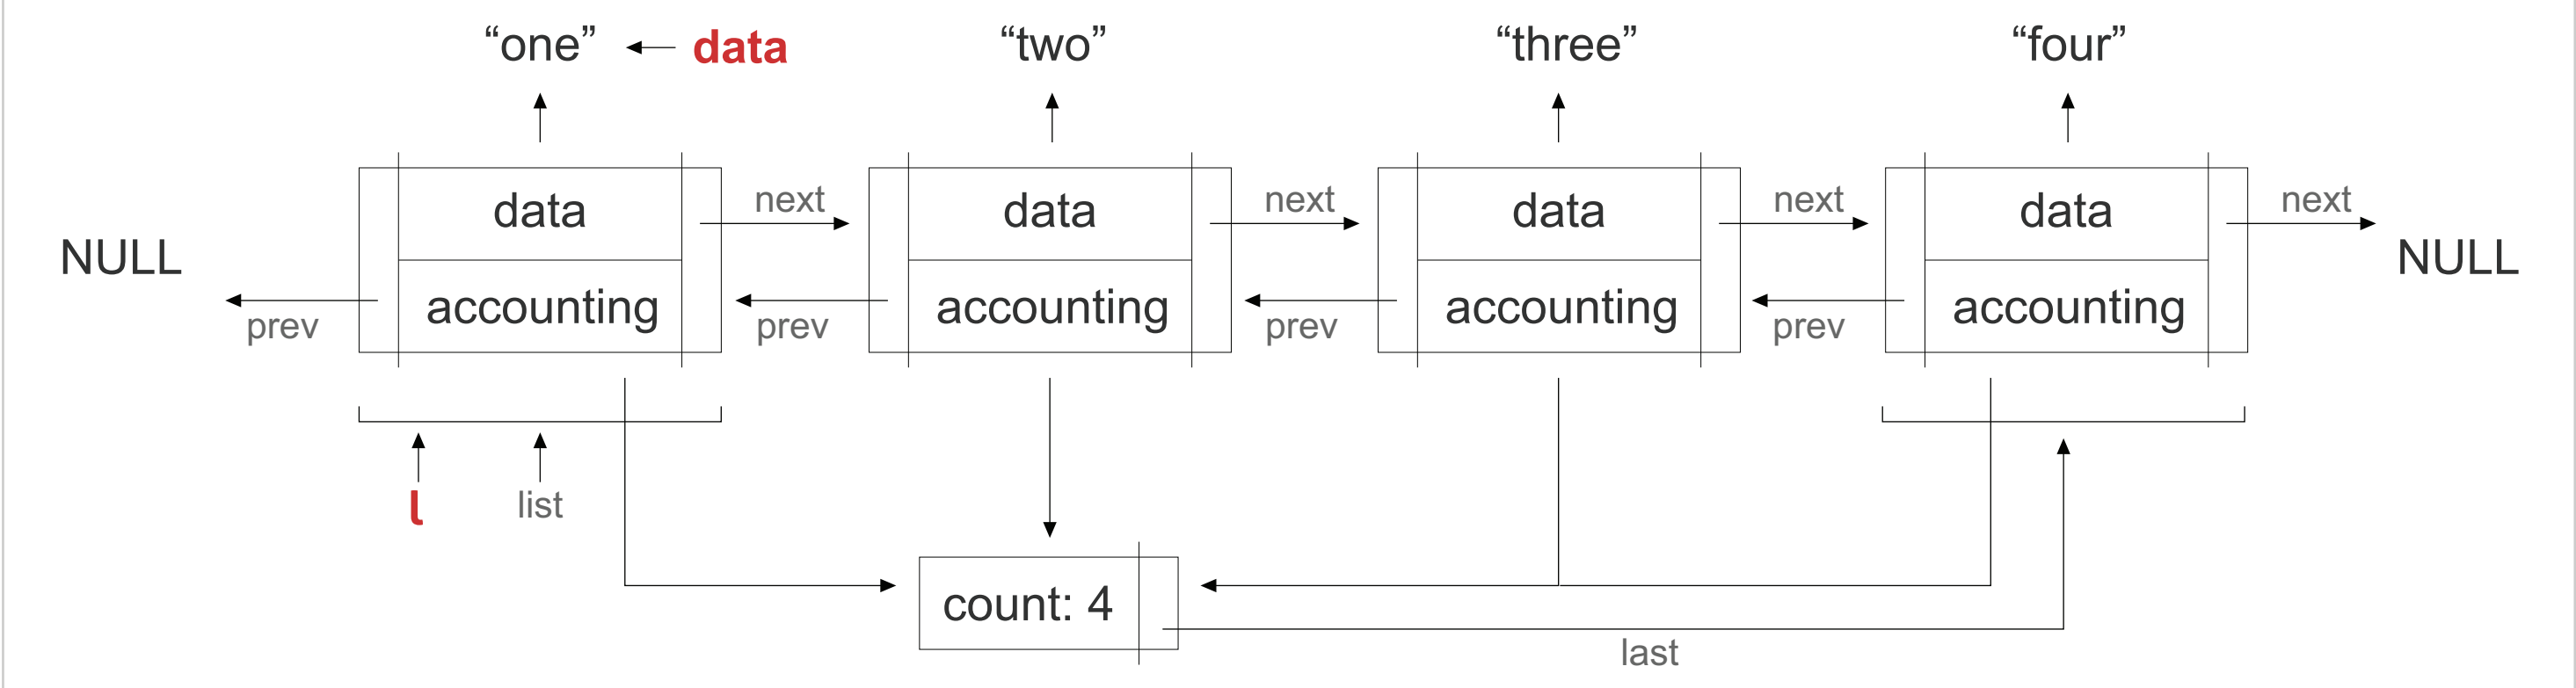 “one” data “two” “three” “four”
data next data next data next data next
NULL NULL
accounting accounting accounting accounting
prev prev prev prev
l list
count: 4
last